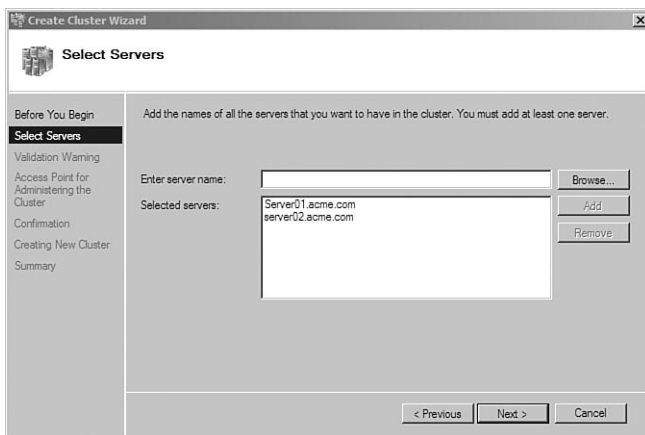 Create Cluster Wizard
Select Servers
Before You Begin
Select Servers
Validation Warning
Access Point for
Administering the
Cluster
Confirmation
Creating New Cluster
Summary
Add the names of all the servers that you want to have in the cluster. You must add at least one server.
Enter server name:
Browse...
Selected servers:
Server01.acme.com
server02.acme.com
Add
Remove
< Previous
Next >
Cancel